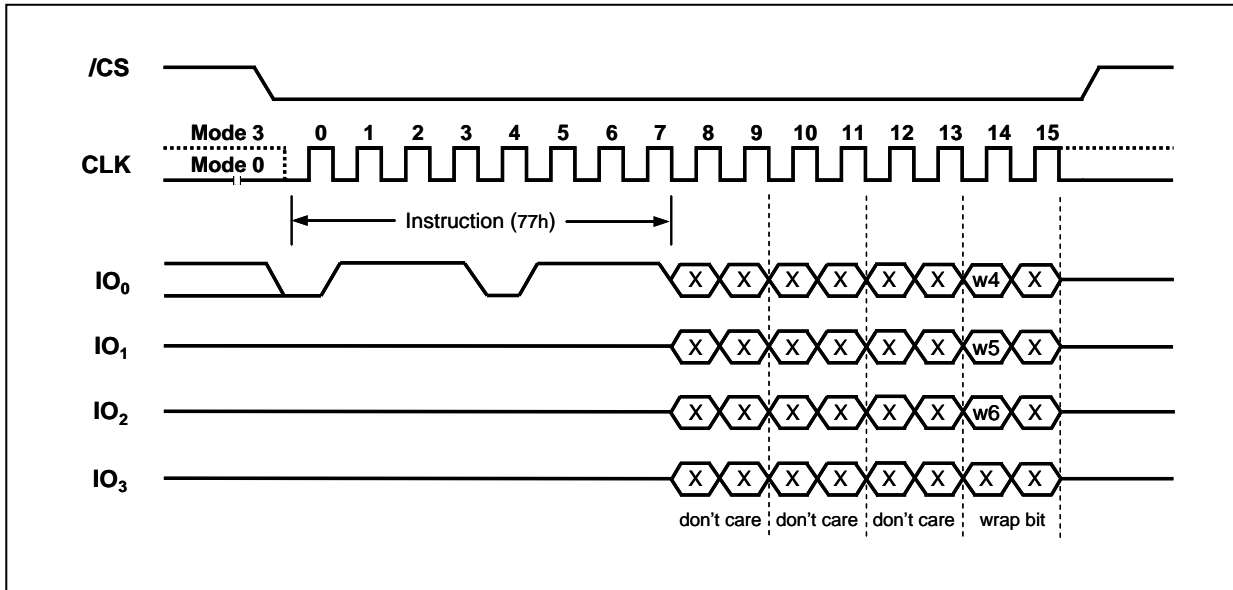 /CS
Mode 3 0 1 2 3 4 5 6 7 8 9 10 11 12 13 14 15
CLK Mode 0
Instruction (77h)
IO0 X X X X X X w4 X
IO1 X X X X X X w5 X
IO2 X X X X X X w6 X
IO3 X X X X X X X X
don't care don't care don't care wrap bit